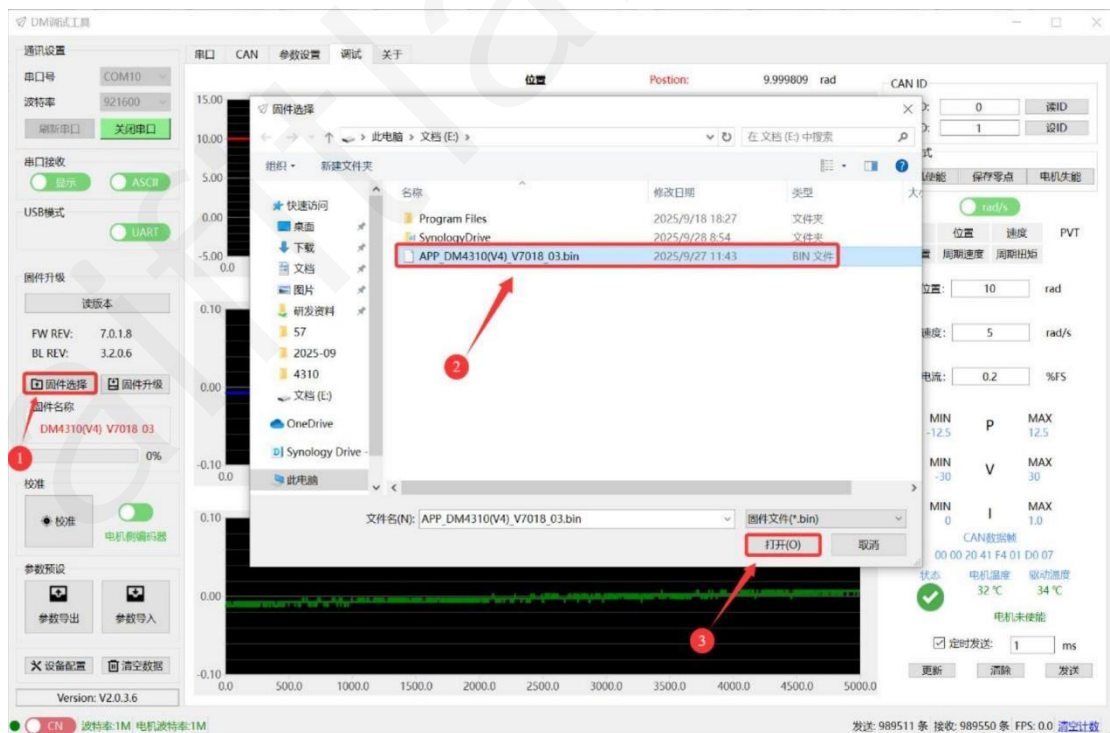 DM调试工具
通讯设置
串口号 COM10
波特率 921600
刷新串口 关闭串口
串口接收
显示 ASCII
USB模式
UART
固件升级
读版本
FW REV: 7.0.1.8
BL REV: 3.2.0.6
固件选择 固件升级
固件名称
1
DM4310(V4) V7018 03
0%
校准
校准
电机侧编码器
参数预设
参数导出 参数导入
设备配置 清空数据
Version: V2.0.3.6
CN 波特率:1M 电机波特率:1M
串口 CAN 参数设置 调试 关于
位置 Postion: 9.999809 rad
15.00
10.00
5.00
0.00
-5.00
0.0
0.10
0.00
-0.10
0.0
0.10
0.00
-0.10
0.0 500.0 1000.0 1500.0 2000.0 2500.0 3000.0 3500.0 4000.0 4500.0 5000.0
固件选择
此电脑 > 文档 (E:) >
在 文档 (E:) 中搜索
组织 新建文件夹
名称 修改日期 类型 大
快速访问
桌面
下载
文档
图片
研发资料
57
2025-09
4310
文档 (E:)
OneDrive
Synology Drive -
此电脑
Program Files 2025/9/18 18:27 文件夹
SynologyDrive 2025/9/28 8:54 文件夹
APP_DM4310(V4)_V7018_03.bin 2025/9/27 11:43 BIN 文件
2
文件名(N): APP_DM4310(V4)_V7018_03.bin 固件文件(*.bin)
打开(O) 取消
3
CAN ID
D: 0 读ID
D: 1 设ID
式
使能 保存零点 电机失能
rad/s
位置 速度 PVT
置 周期速度 周期扭矩
位置: 10 rad
速度: 5 rad/s
电流: 0.2 %FS
MIN P MAX
-12.5 12.5
MIN V MAX
-30 30
MIN I MAX
0 1.0
CAN数据帧
00 00 20 41 F4 01 D0 07
状态 电机温度 驱动温度
32 ℃ 34 ℃
电机未使能
定时发送: 1 ms
更新 清除 发送
发送: 989511 条 接收: 989550 条 FPS: 0.0 清空计数